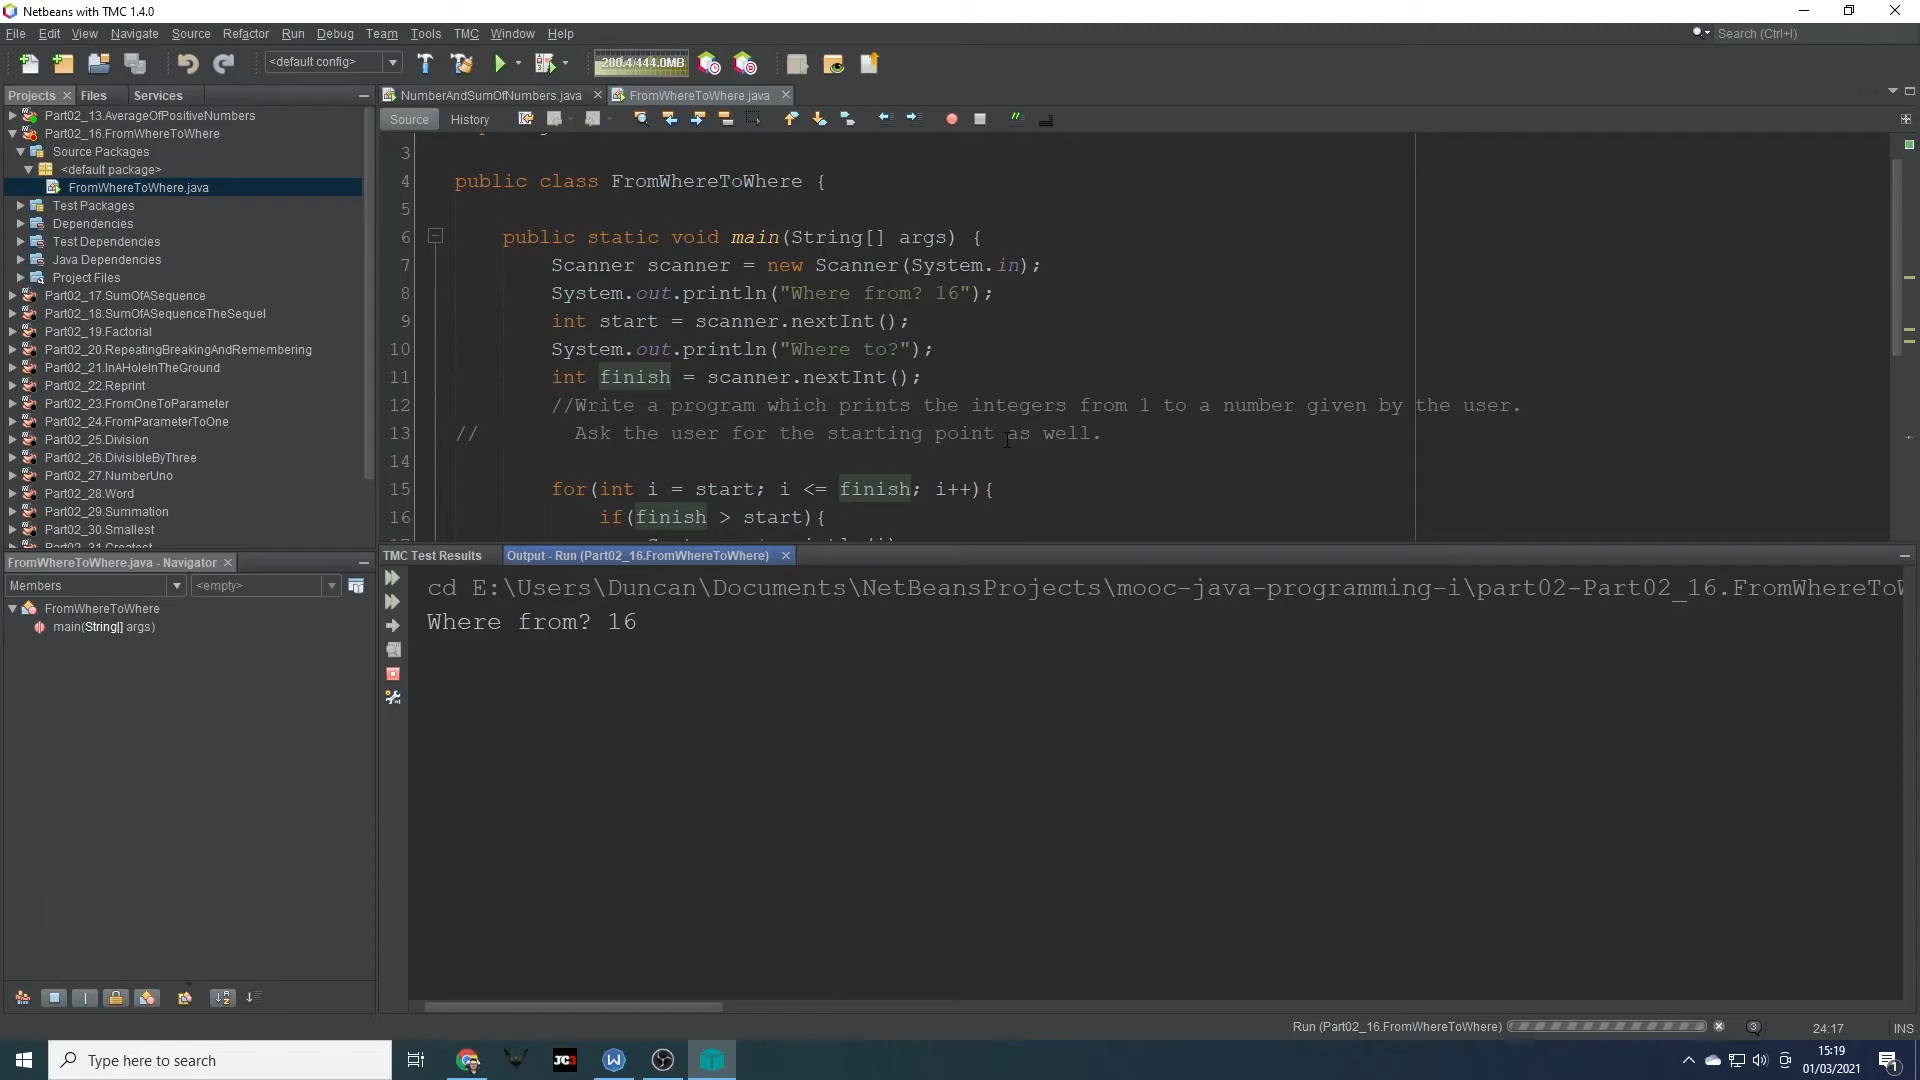 Netbeans with TMC 1.4.0
File Edit View Navigate Source Refactor Run Debug Team Tools TMC Window Help
Search (Ctrl+I)
<default config>
280.4/444.0MB
Projects Files Services
NumberAndSumOfNumbers.java FromWhereToWhere.java
Source History
Part02_13.AverageOfPositiveNumbers
Part02_16.FromWhereToWhere
Source Packages
<default package>
FromWhereToWhere.java
Test Packages
Dependencies
Test Dependencies
Java Dependencies
Project Files
Part02_17.SumOfASequence
Part02_18.SumOfASequenceTheSequel
Part02_19.Factorial
Part02_20.RepeatingBreakingAndRemembering
Part02_21.InAHoleInTheGround
Part02_22.Reprint
Part02_23.FromOneToParameter
Part02_24.FromParameterToOne
Part02_25.Division
Part02_26.DivisibleByThree
Part02_27.NumberUno
Part02_28.Word
Part02_29.Summation
Part02_30.Smallest
3
4 public class FromWhereToWhere {
5
6 public static void main(String[] args) {
7 Scanner scanner = new Scanner(System.in);
8 System.out.println("Where from? 16");
9 int start = scanner.nextInt();
10 System.out.println("Where to?");
11 int finish = scanner.nextInt();
12 //Write a program which prints the integers from 1 to a number given by the user.
13 // Ask the user for the starting point as well.
14
15 for(int i = start; i <= finish; i++){
16 if(finish > start){
FromWhereToWhere.java - Navigator
Members <empty>
FromWhereToWhere
main(String[] args)
TMC Test Results Output - Run (Part02_16.FromWhereToWhere)
cd E:\Users\Duncan\Documents\NetBeansProjects\mooc-java-programming-i\part02-Part02_16.FromWhereToW
Where from? 16
Run (Part02_16.FromWhereToWhere)
3
24:17
INS
Type here to search
JC3
W
15:19
01/03/2021
1